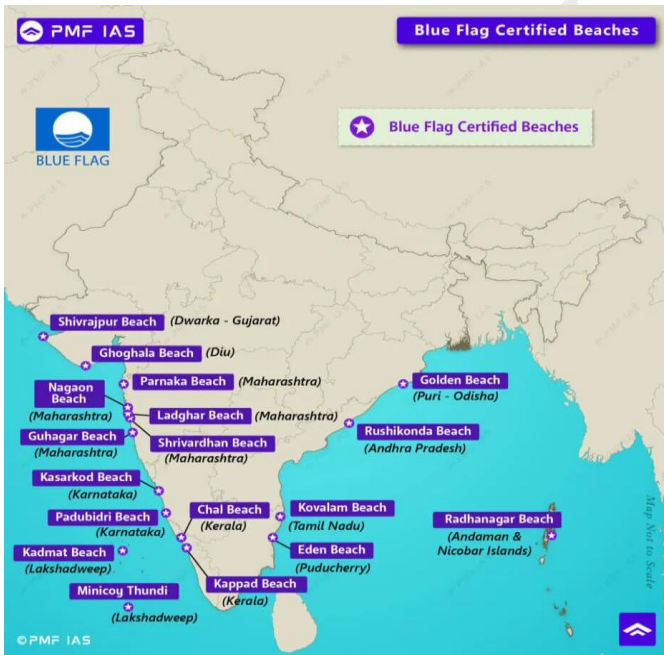 PMF IAS
Blue Flag Certified Beaches
BLUE FLAG
Blue Flag Certified Beaches
Shivrajpur Beach (Dwarka - Gujarat)
Ghoghala Beach (Diu)
Parnaka Beach (Maharashtra)
Nagaon
Beach
(Maharashtra)
Ladghar Beach (Maharashtra)
Shrivardhan Beach
(Maharashtra)
Guhagar Beach
(Maharashtra)
Golden Beach
(Puri - Odisha)
Rushikonda Beach
(Andhra Pradesh)
Kasarkod Beach
(Karnataka)
Padubidri Beach
(Karnataka)
Chal Beach
(Kerala)
Kovalam Beach
(Tamil Nadu)
Radhanagar Beach
(Andaman &
Nicobar Islands)
Kadmat Beach
(Lakshadweep)
Eden Beach
(Puducherry)
Kappad Beach
(Kerala)
Minicoy Thundi
(Lakshadweep)
Map Not to Scale
©PMF IAS